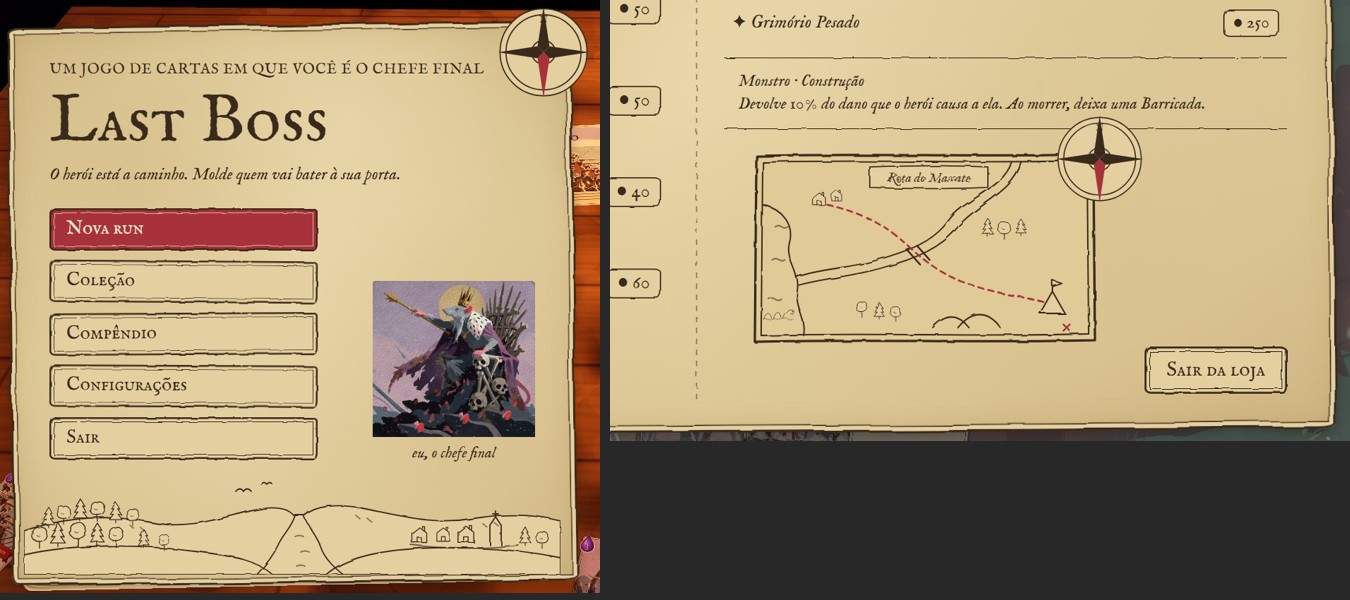 UM JOGO DE CARTAS EM QUE VOCÊ É O CHEFE FINAL
LAST BOSS
O herói está a caminho. Molde quem vai bater à sua porta.
NOVA RUN
COLEÇÃO
COMPÊNDIO
CONFIGURAÇÕES
SAIR
eu, o chefe final
50
50
40
60
Grimório Pesado
250
Monstro · Construção
Devolve 10% do dano que o herói causa a ela. Ao morrer, deixa uma Barricada.
Rota do Mascate
SAIR DA LOJA